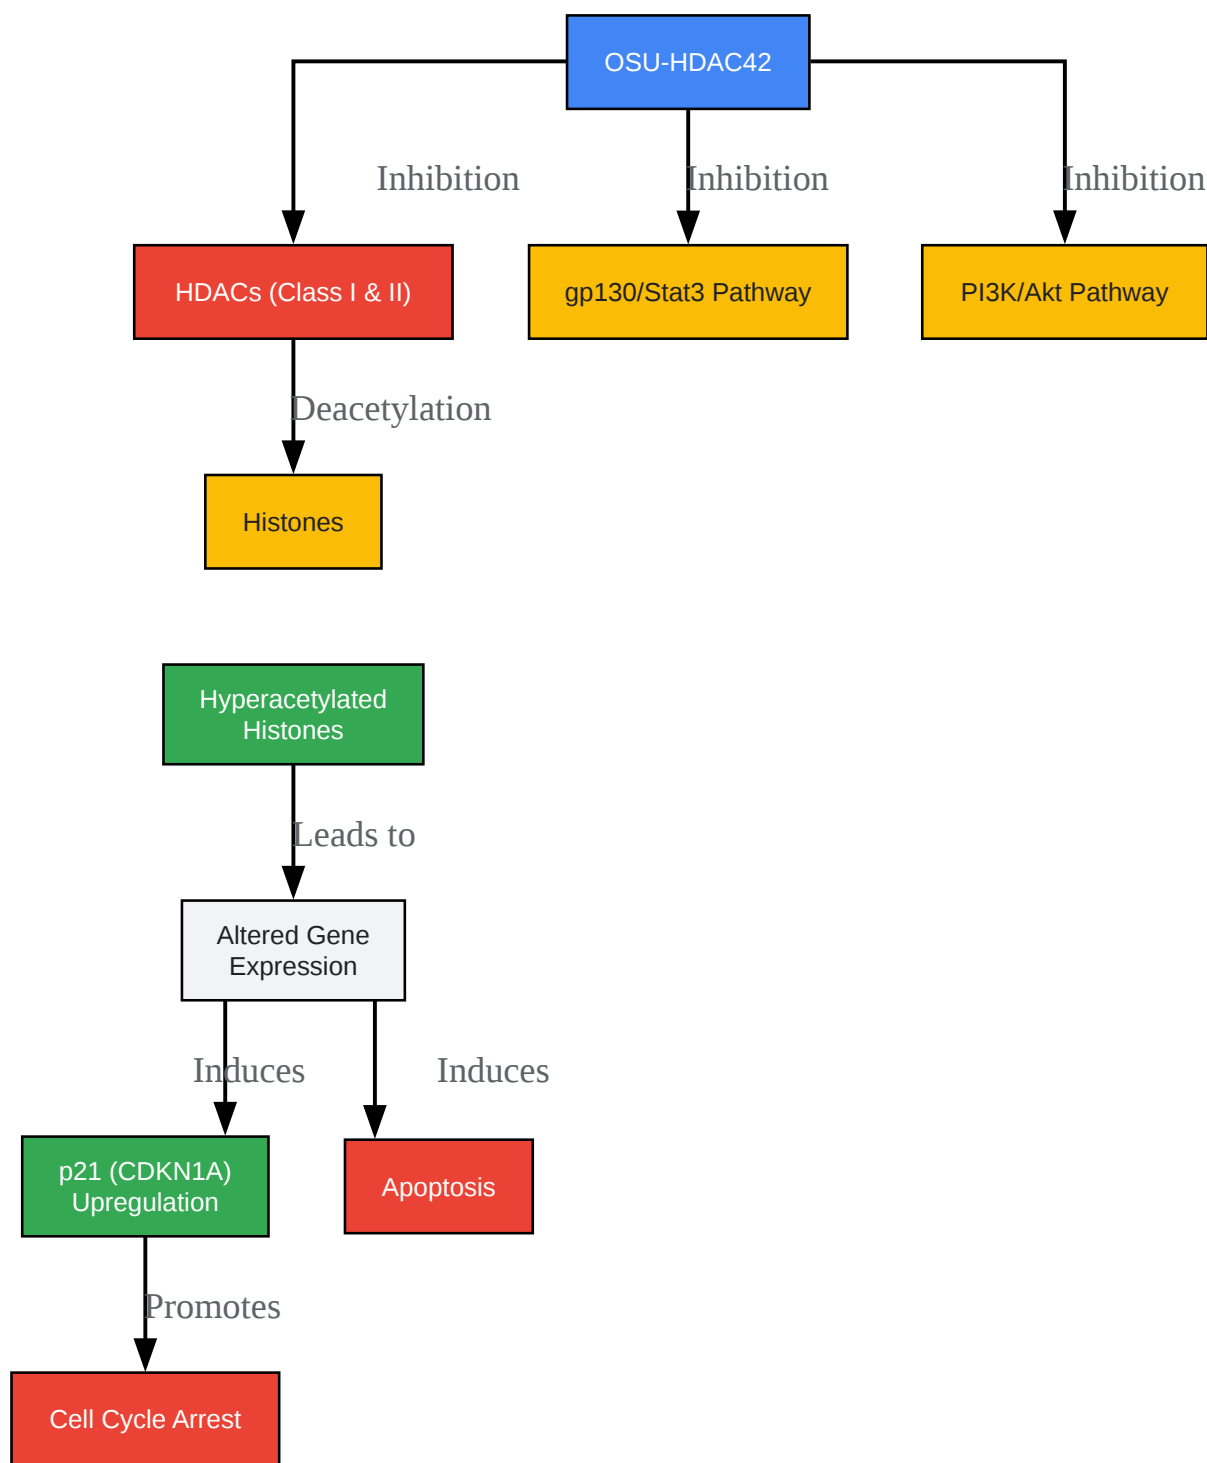 OSU-HDAC42
Inhibition
Inhibition
Inhibition
HDACs (Class I & II)
gp130/Stat3 Pathway
PI3K/Akt Pathway
Deacetylation
Histones
Hyperacetylated
Histones
Leads to
Altered Gene
Expression
Induces
Induces
p21 (CDKN1A)
Upregulation
Apoptosis
Promotes
Cell Cycle Arrest